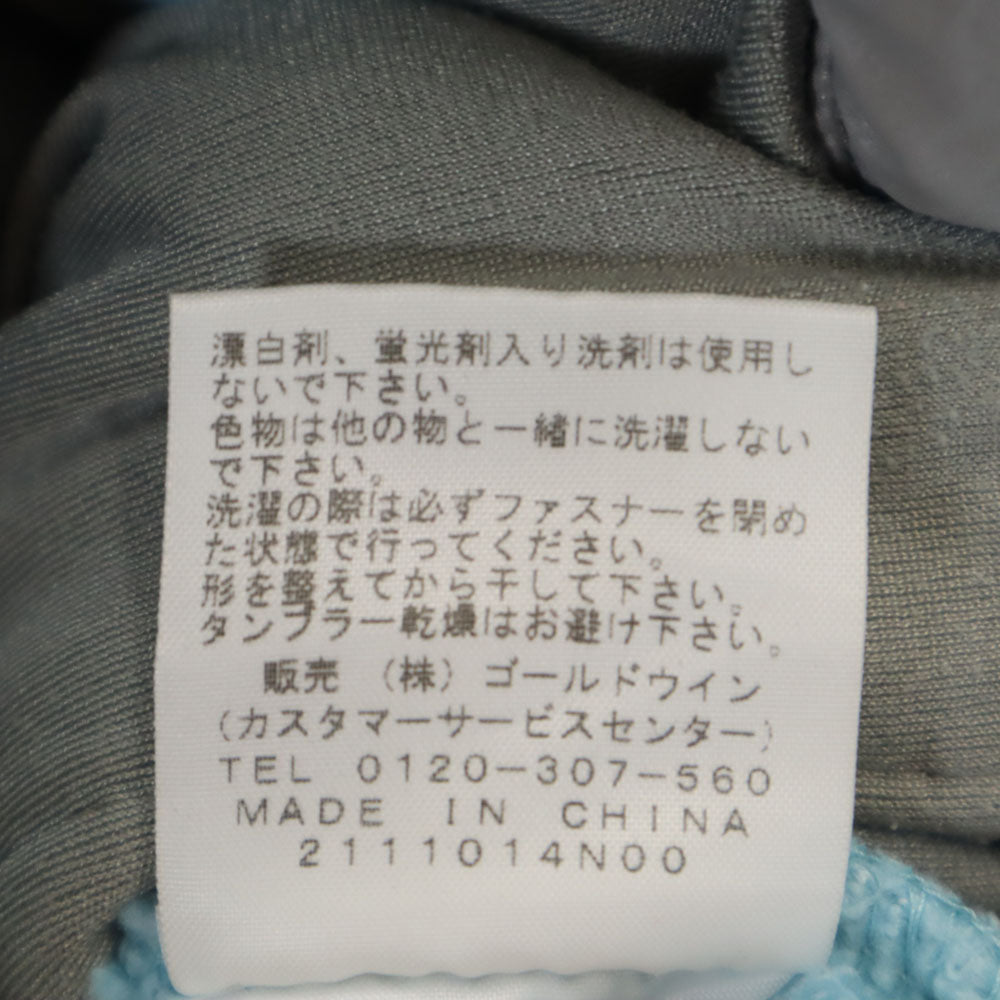 漂白剤、蛍光剤入り洗剤は使用し
ないで下さい。
色物は他の物と一緒に洗濯しない
で下さい。
洗濯の際は必ずファスナーを閉め
た状態で行ってください。
形を整えてから干して下さい。
タンブラー乾燥はお避け下さい。
販売 (株) ゴールドウイン
(カスタマーサービスセンター)
TEL 0120-307-560
MADE IN CHINA
2111014N00